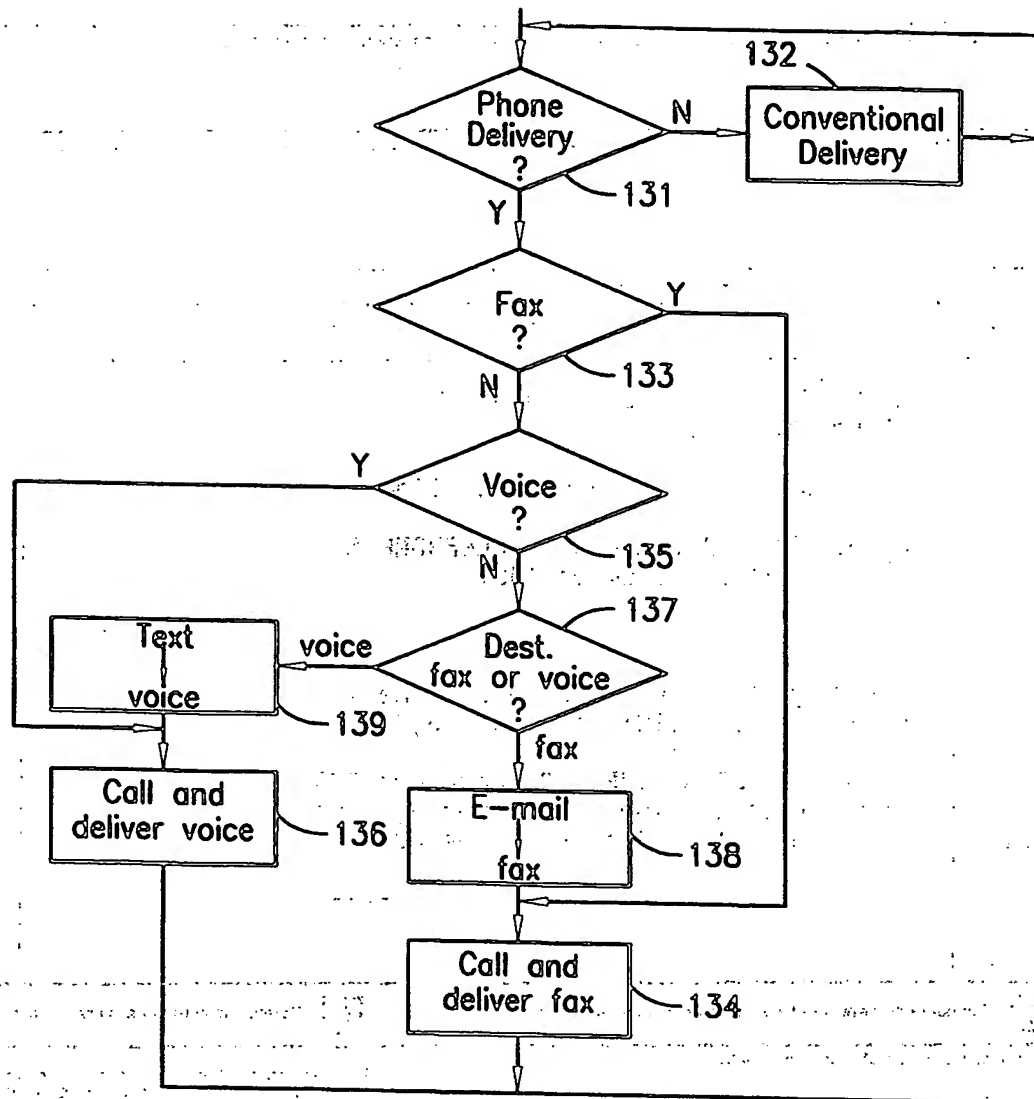 132
Phone
Delivery
?
N
Conventional
Delivery
131
Y
Fax
?
Y
133
N
Y
Voice
?
135
N
137
Text
voice
voice
Dest.
fax or voice
?
139
fax
Call and
deliver voice
136
E-mail
fax
138
Call and
deliver fax
134